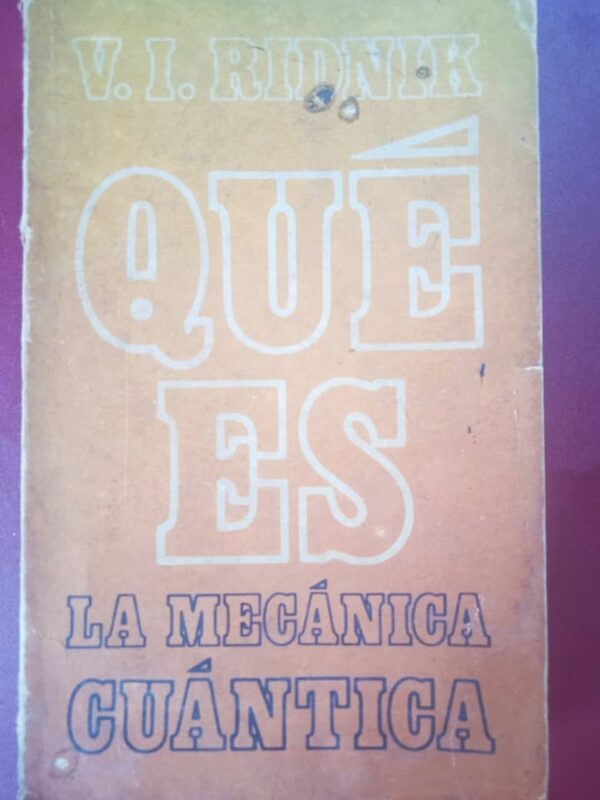 V. I. RIDNIK
QUÉ
ES
LA MECÁNICA
CUÁNTICA